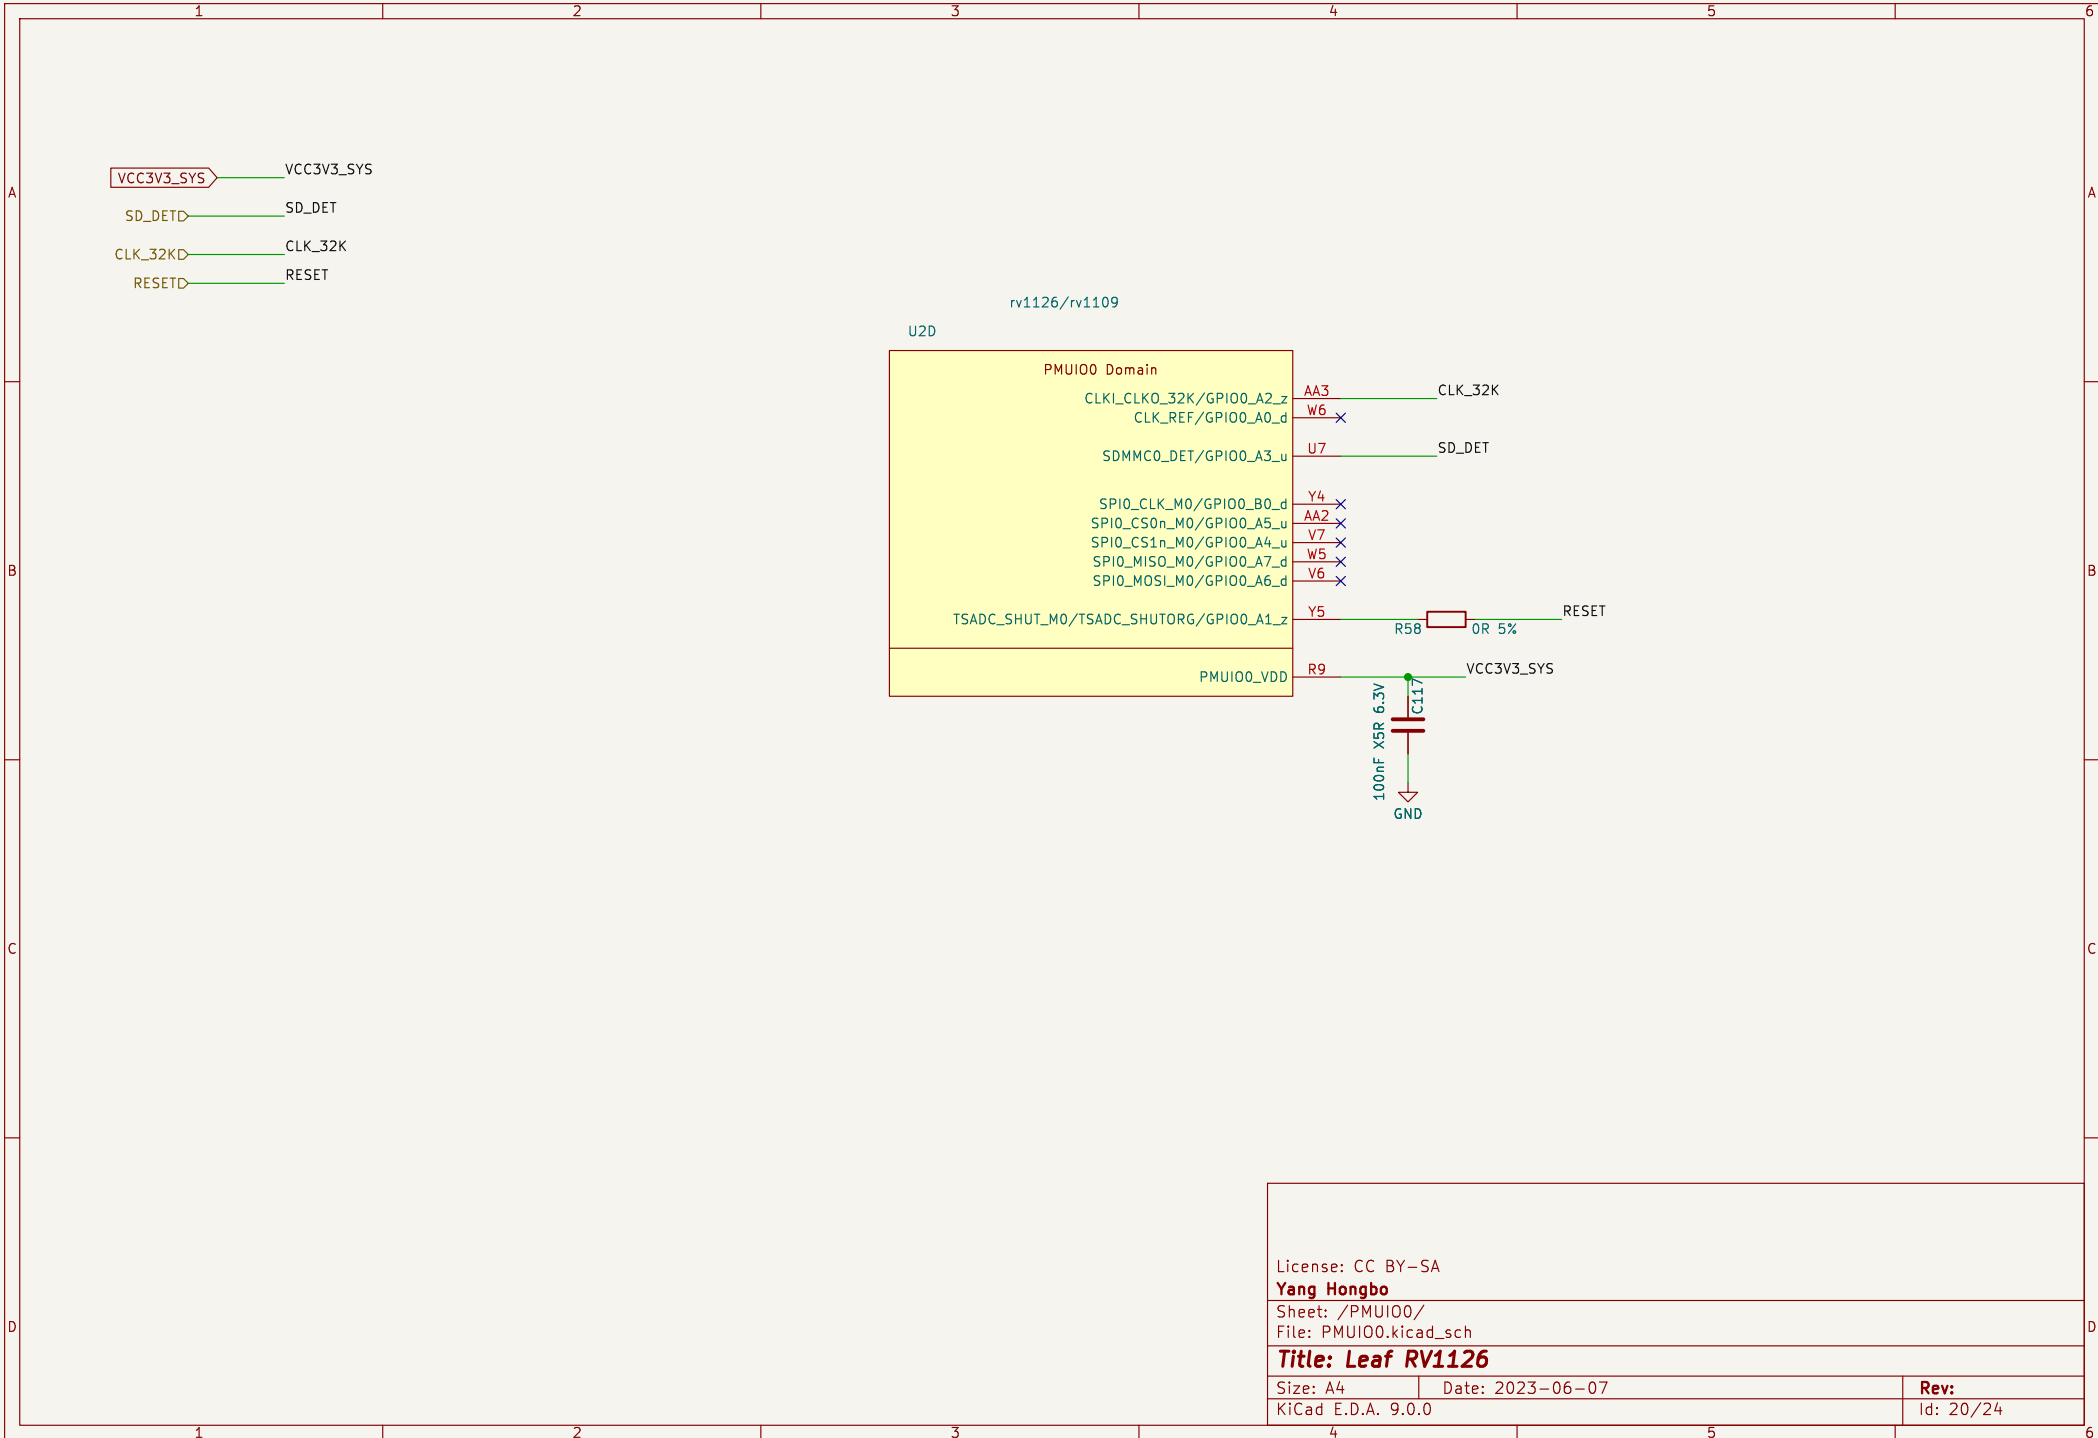 1 2 3 4 5 6
A A
VCC3V3_SYS VCC3V3_SYS
SD_DET SD_DET
CLK_32K CLK_32K
RESET RESET
rv1126/rv1109
U2D
PMUIO0 Domain
CLKI_CLKO_32K/GPIO0_A2_z AA3 CLK_32K
CLK_REF/GPIO0_A0_d W6
SDMMC0_DET/GPIO0_A3_u U7 SD_DET
SPI0_CLK_M0/GPIO0_B0_d Y4
SPI0_CS0n_M0/GPIO0_A5_u AA2
SPI0_CS1n_M0/GPIO0_A4_u V7
B B
SPI0_MISO_M0/GPIO0_A7_d W5
SPI0_MOSI_M0/GPIO0_A6_d V6
TSADC_SHUT_M0/TSADC_SHUTORG/GPIO0_A1_z Y5 RESET
R58 0R 5%
PMUIO0_VDD R9 VCC3V3_SYS
C117
100nF X5R 6.3V
GND
C C
License: CC BY-SA
Yang Hongbo
Sheet: /PMUIO0/
D D
File: PMUIO0.kicad_sch
Title: Leaf RV1126
Size: A4 Date: 2023-06-07 Rev:
KiCad E.D.A. 9.0.0 Id: 20/24
1 2 3 4 5 6